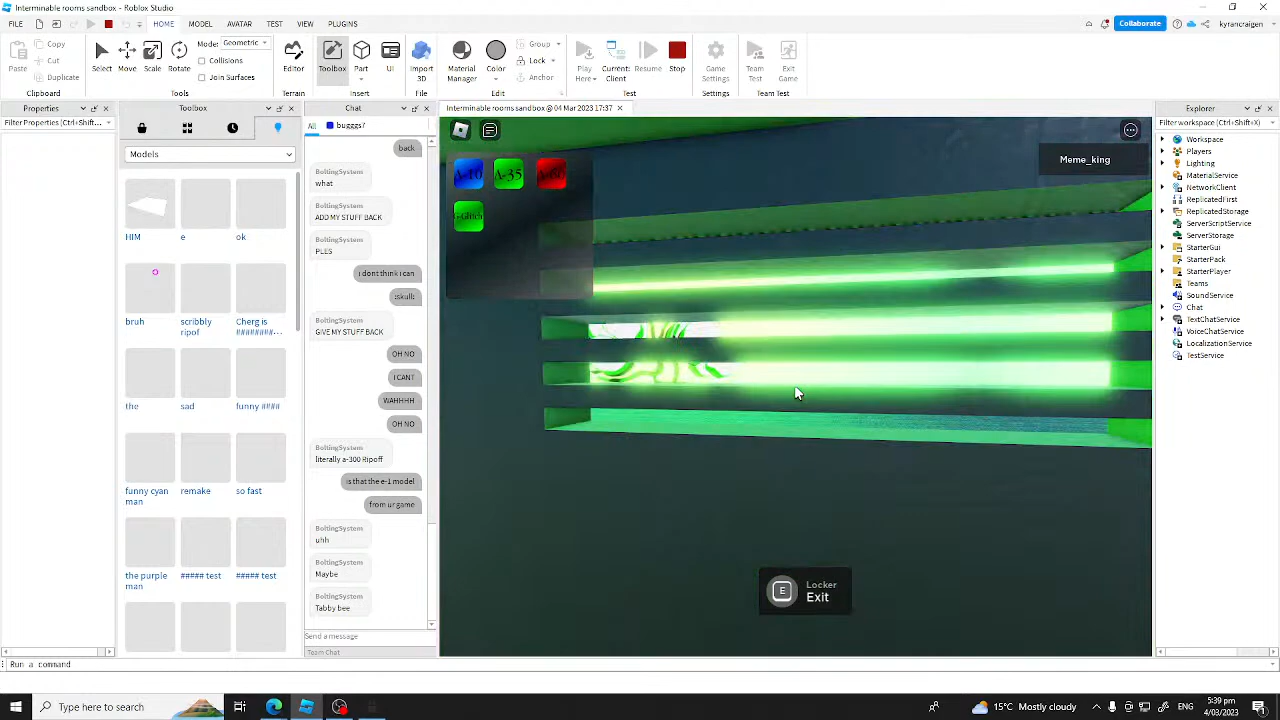 Interminable rooms sandbox - Roblox Studio
FILE HOME MODEL AVATAR TEST VIEW PLUGINS
Collaborate kyrancraigen
Paste Copy Cut Duplicate
Select Move Scale Rotate
Mode: Geometric
Collisions
Join Surfaces
Editor Toolbox Part UI Import 3D Material Manager Color
Group
Lock
Anchor
Play Here Current: Client Resume Stop Game Settings Team Test Exit Game
Clipboard Tools Terrain Insert Edit Test Settings Team Test
Properties
Filter Properties (Ctrl+Shift...
Toolbox
Models
HIM e ok
bruh scribbly ripof Cherg is ########...
the sad funny ####
funny cyan man remake so fast
the purple man ##### test ##### test
Chat
All bugggs?
back
BoltingSystem
what
BoltingSystem
ADD MY STUFF BACK
BoltingSystem
PLES
i dont think i can
:skull:
BoltingSystem
GIVE MY STUFF BACK
OH NO
I CANT
WAHHHH
OH NO
BoltingSystem
literally a-300 Ripoff
is that the e-1 model
from ur game
BoltingSystem
uhh
BoltingSystem
Maybe
BoltingSystem
Tabby bee
Send a message
Team Chat
Interminable rooms sandbox @ 04 Mar 2023 17:37
A-10 A-35
Meme_king
E
Locker
Exit
Explorer
Filter workspace (Ctrl+Shift+X)
Workspace
Players
Lighting
MaterialService
NetworkClient
ReplicatedFirst
ReplicatedStorage
ServerScriptService
ServerStorage
StarterGui
StarterPack
StarterPlayer
Teams
SoundService
Chat
TextChatService
VoiceChatService
LocalizationService
TestService
Run a command
Type here to search
15°C Mostly cloudy
5:39 pm
4/03/2023